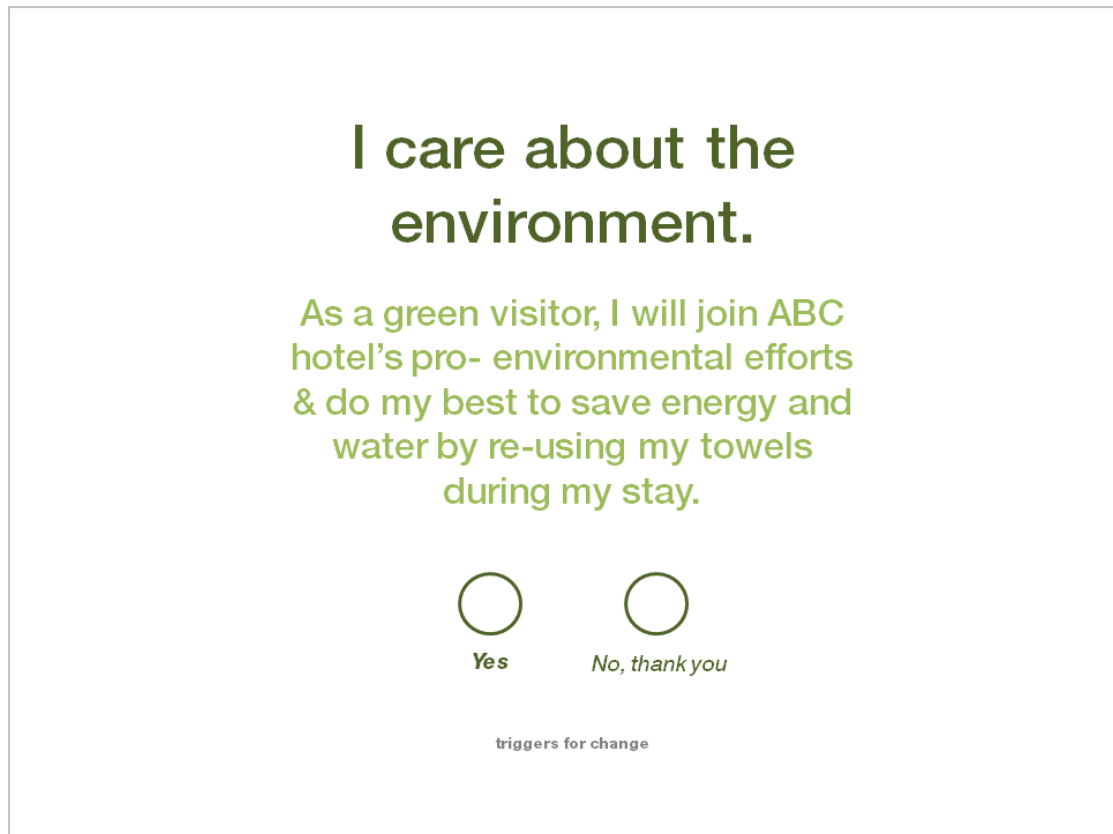 I care about the
environment.
As a green visitor, I will join ABC
hotel’s pro- environmental efforts
& do my best to save energy and
water by re-using my towels
during my stay.
Yes
No, thank you
triggers for change